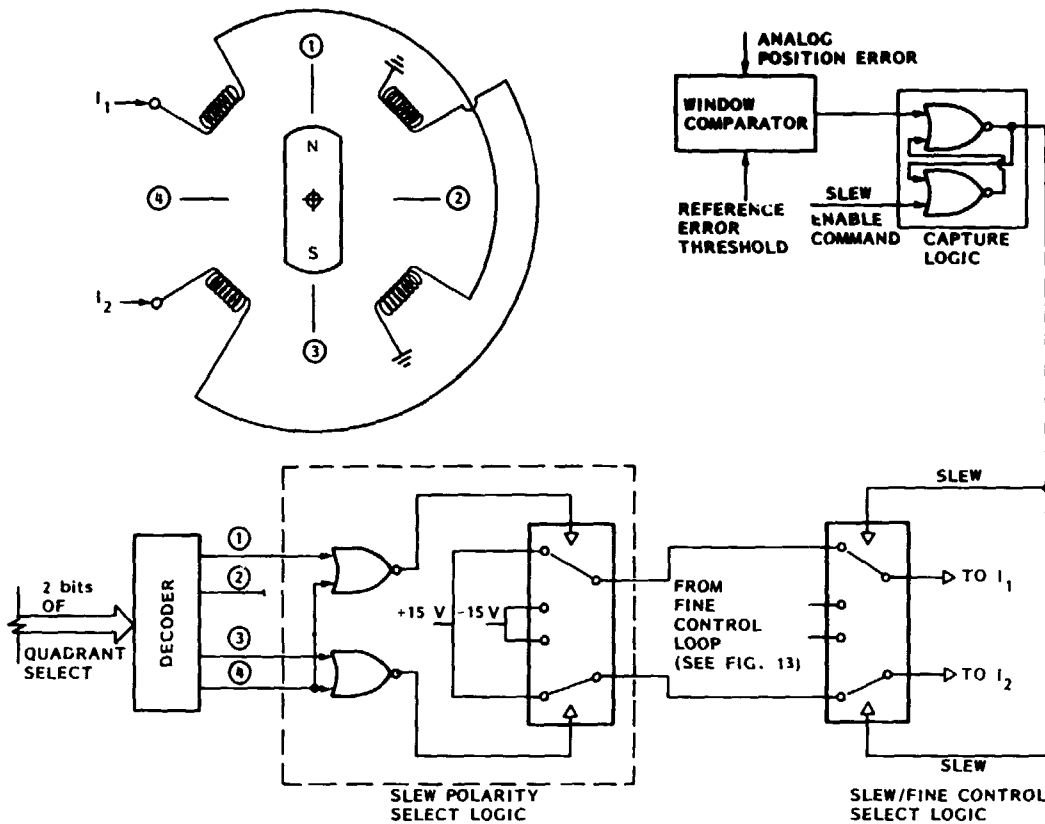 ①
I₁
N
④
②
S
I₂
③
ANALOG
POSITION ERROR
WINDOW
COMPARATOR
REFERENCE
ERROR
THRESHOLD
SLEW
ENABLE
COMMAND
CAPTURE
LOGIC
2 bits
OF
QUADRANT
SELECT
DECODER
①
②
③
④
+15 V
-15 V
SLEW POLARITY
SELECT LOGIC
FROM
FINE
CONTROL
LOOP
(SEE FIG. 13)
SLEW
TO I₁
TO I₂
SLEW
SLEW/FINE CONTROL
SELECT LOGIC